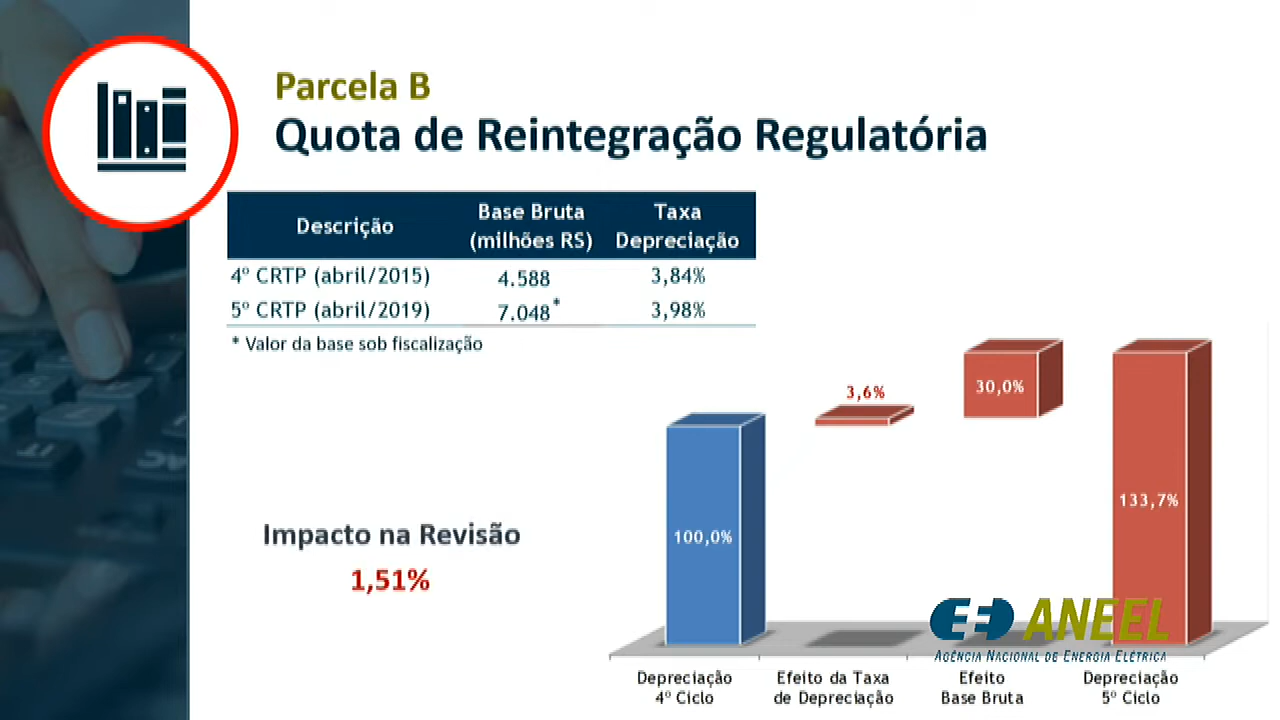 Parcela B
Quota de Reintegração Regulatória
Descrição
Base Bruta
(milhões RS)
Taxa
Depreciação
4º CRTP (abril/2015) 4.588 3,84%
5º CRTP (abril/2019) 7.048* 3,98%
* Valor da base sob fiscalização
3,6%
30,0%
133,7%
100,0%
Impacto na Revisão
1,51%
ANEEL
AGÊNCIA NACIONAL DE ENERGIA ELÉTRICA
Depreciação
4º Ciclo
Efeito da Taxa
de Depreciação
Efeito
Base Bruta
Depreciação
5º Ciclo